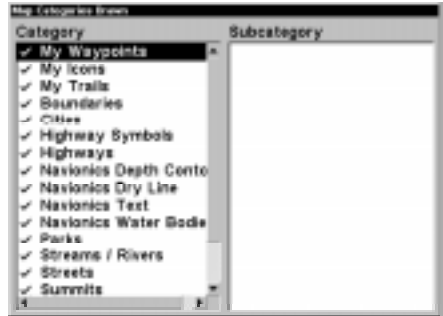 Map Categories Drawn
Category
Subcategory
My Waypoints
My Icons
My Trails
Boundaries
Cities
Highway Symbols
Highways
Navionics Depth Conto
Navionics Dry Line
Navionics Text
Navionics Water Bodie
Parks
Streams / Rivers
Streets
Summits